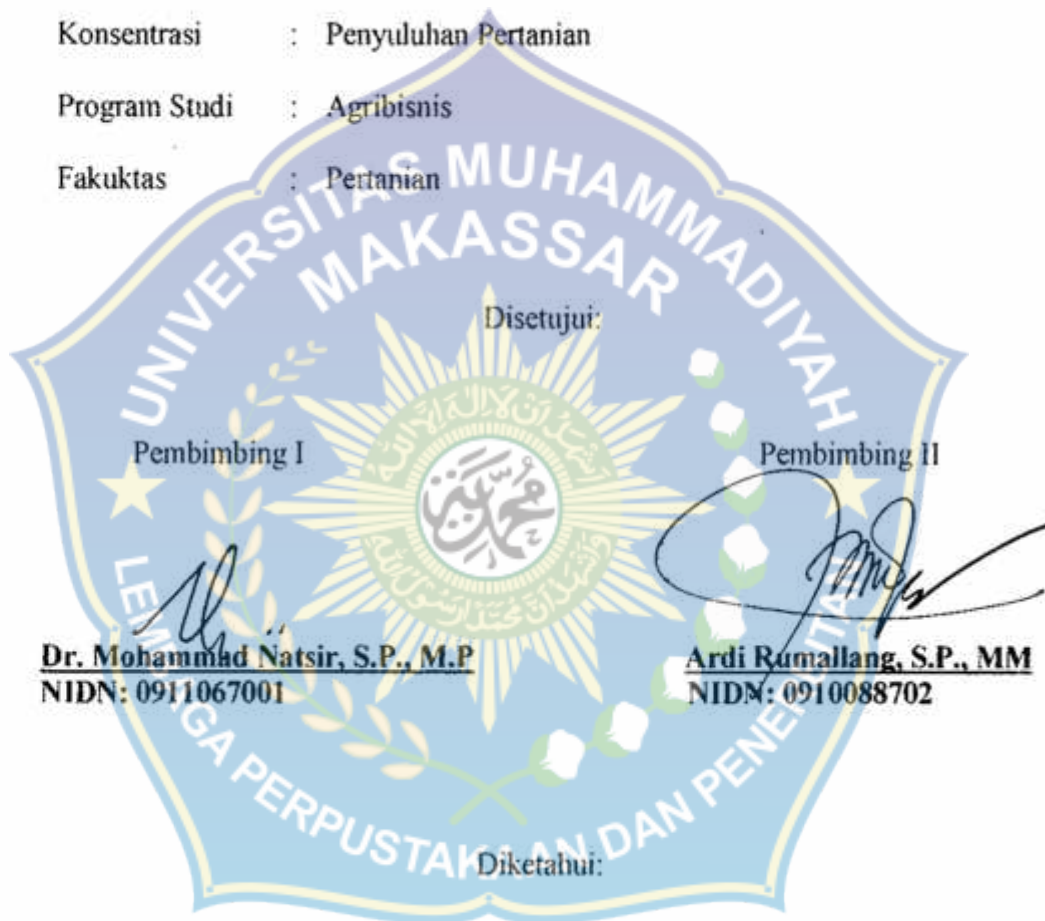 Konsentrasi : Penyuluhan Pertanian
Program Studi : Agribisnis
Fakuktas : Pertanian
UNIVERSITAS MUHAMMADIYAH
MAKASSAR
Disetujui:
Pembimbing I Pembimbing II
Dr. Mohammad Natsir, S.P., M.P Ardi Rumallang, S.P., MM
NIDN: 0911067001 NIDN: 0910088702
LEMBAGA PERPUSTAKAAN DAN PENERBITAN
Diketahui: